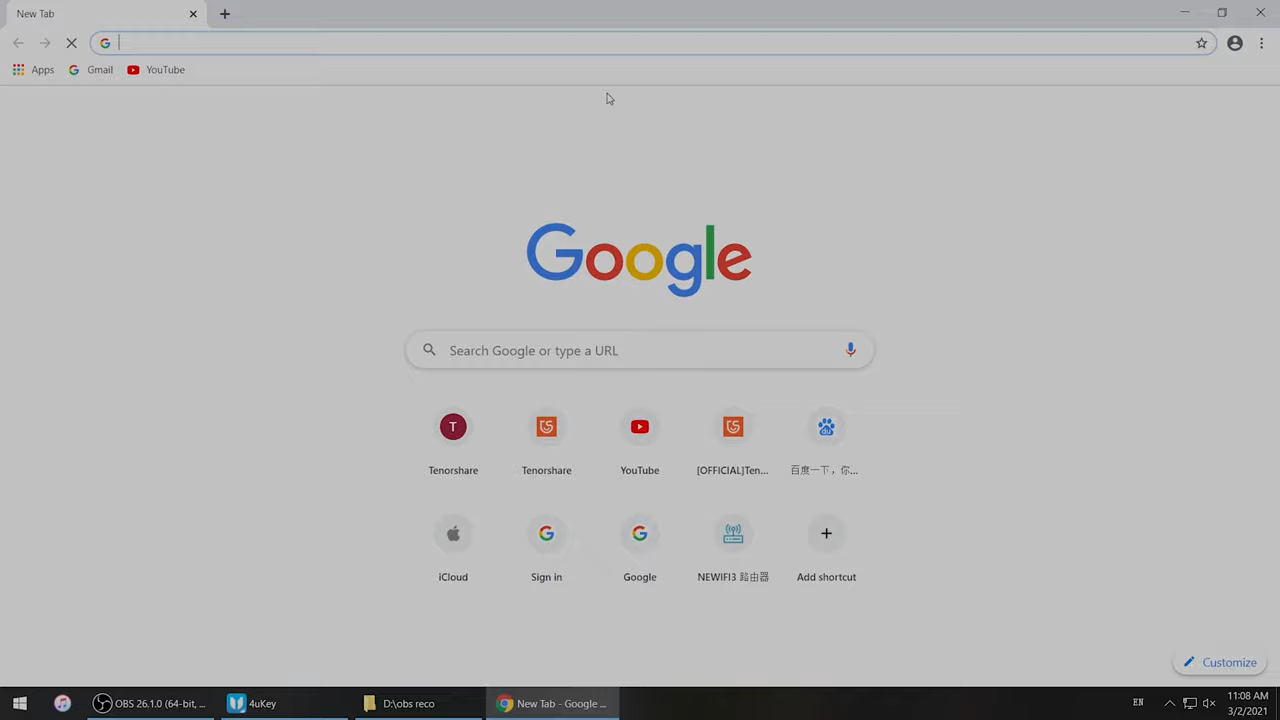 New Tab
Apps
Gmail
YouTube
Google
Search Google or type a URL
T
Tenorshare
Tenorshare
YouTube
[OFFICIAL]Ten...
百度一下，你...
iCloud
Sign in
Google
NEWIFI3 路由器
Add shortcut
Customize
OBS 26.1.0 (64-bit, ...
4uKey
D:\obs reco
New Tab - Google ...
EN
11:08 AM
3/2/2021